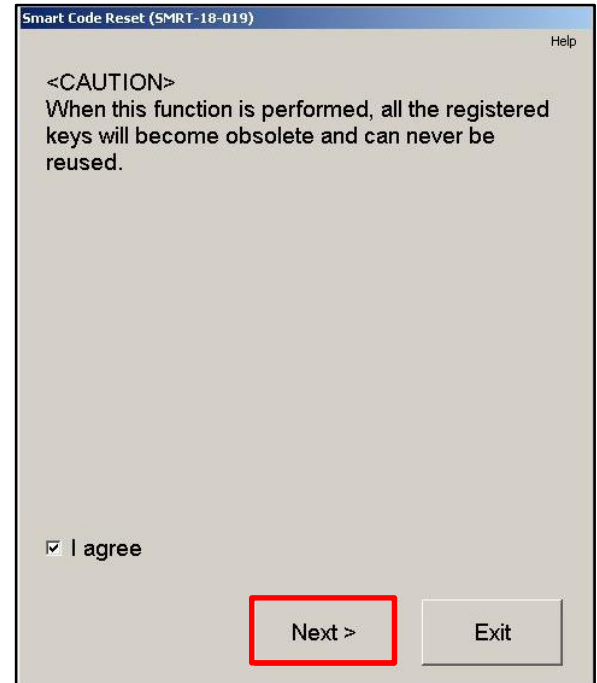 Smart Code Reset (SMRT-18-019)
Help
<CAUTION>
When this function is performed, all the registered
keys will become obsolete and can never be
reused.
I agree
Next >
Exit